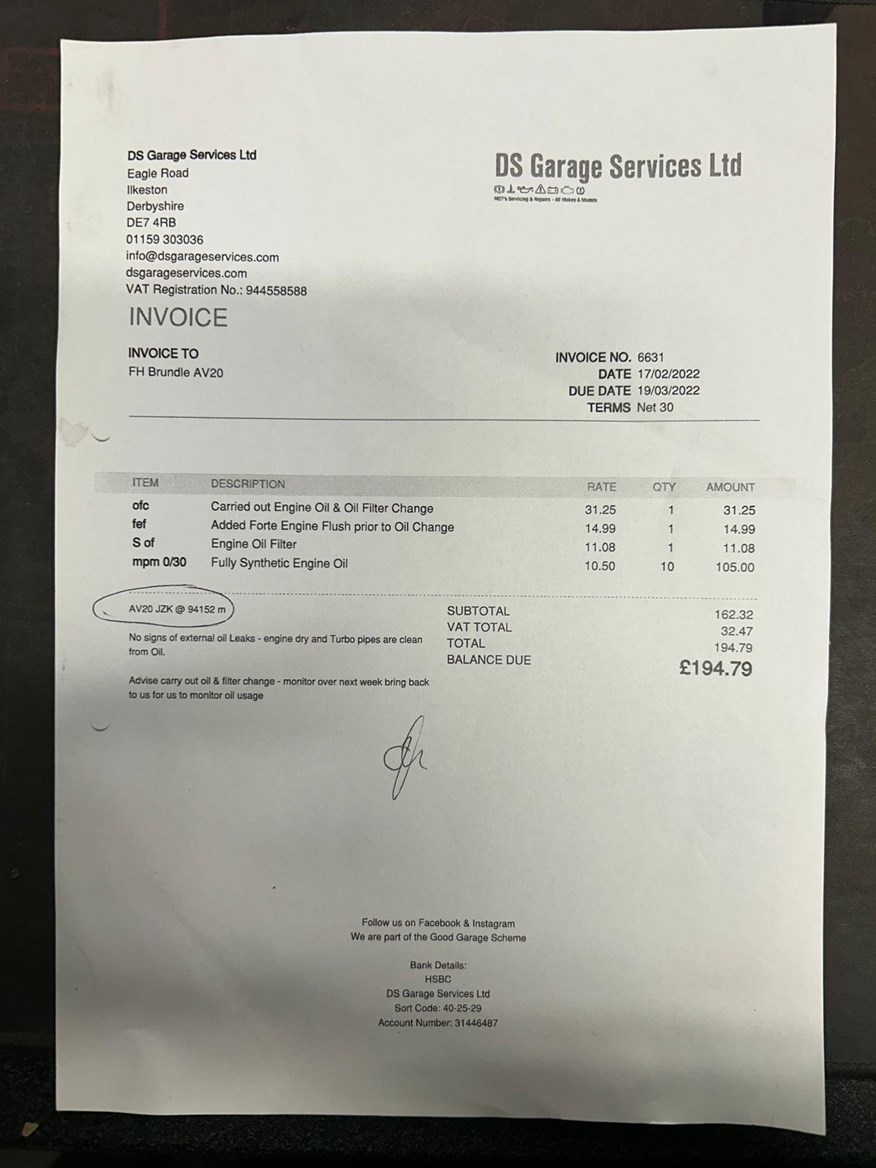 DS Garage Services Ltd
Eagle Road
Ilkeston
Derbyshire
DE7 4RB
01159 303036
info@dsgarageservices.com
dsgarageservices.com
VAT Registration No.: 944558588
DS Garage Services Ltd
MOT's Servicing & Repairs - All Makes & Models
INVOICE
INVOICE TO
FH Brundle AV20
INVOICE NO. 6631
DATE 17/02/2022
DUE DATE 19/03/2022
TERMS Net 30
ITEM DESCRIPTION RATE QTY AMOUNT
ofc Carried out Engine Oil & Oil Filter Change 31.25 1 31.25
fef Added Forte Engine Flush prior to Oil Change 14.99 1 14.99
S of Engine Oil Filter 11.08 1 11.08
mpm 0/30 Fully Synthetic Engine Oil 10.50 10 105.00
AV20 JZK @ 94152 m
No signs of external oil Leaks - engine dry and Turbo pipes are clean
from Oil.
Advise carry out oil & filter change - monitor over next week bring back
to us for us to monitor oil usage
SUBTOTAL 162.32
VAT TOTAL 32.47
TOTAL 194.79
BALANCE DUE £194.79
Follow us on Facebook & Instagram
We are part of the Good Garage Scheme
Bank Details:
HSBC
DS Garage Services Ltd
Sort Code: 40-25-29
Account Number: 31446487